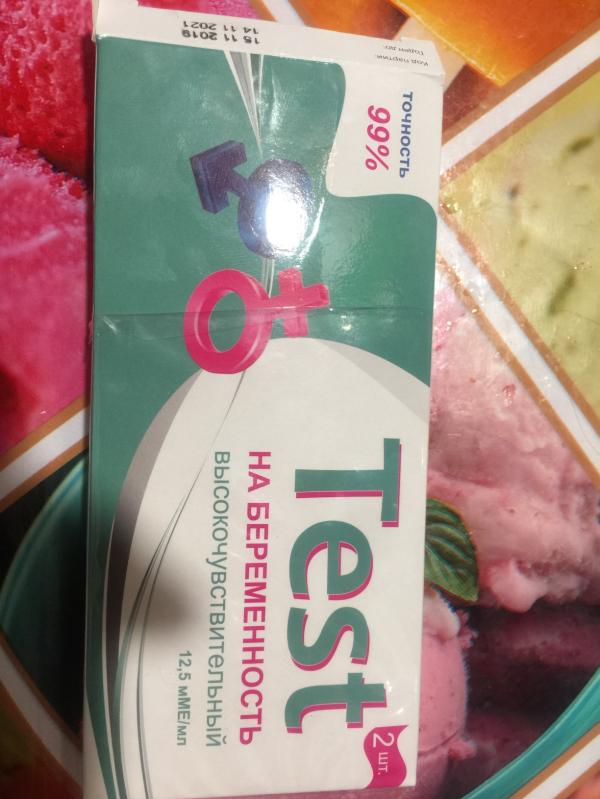 Код партии: 15 11 2019
Годен до: 14 11 2021
точность
99%
Test
НА БЕРЕМЕННОСТЬ
высокочувствительный
12,5 мМЕ/мл
2 шт.